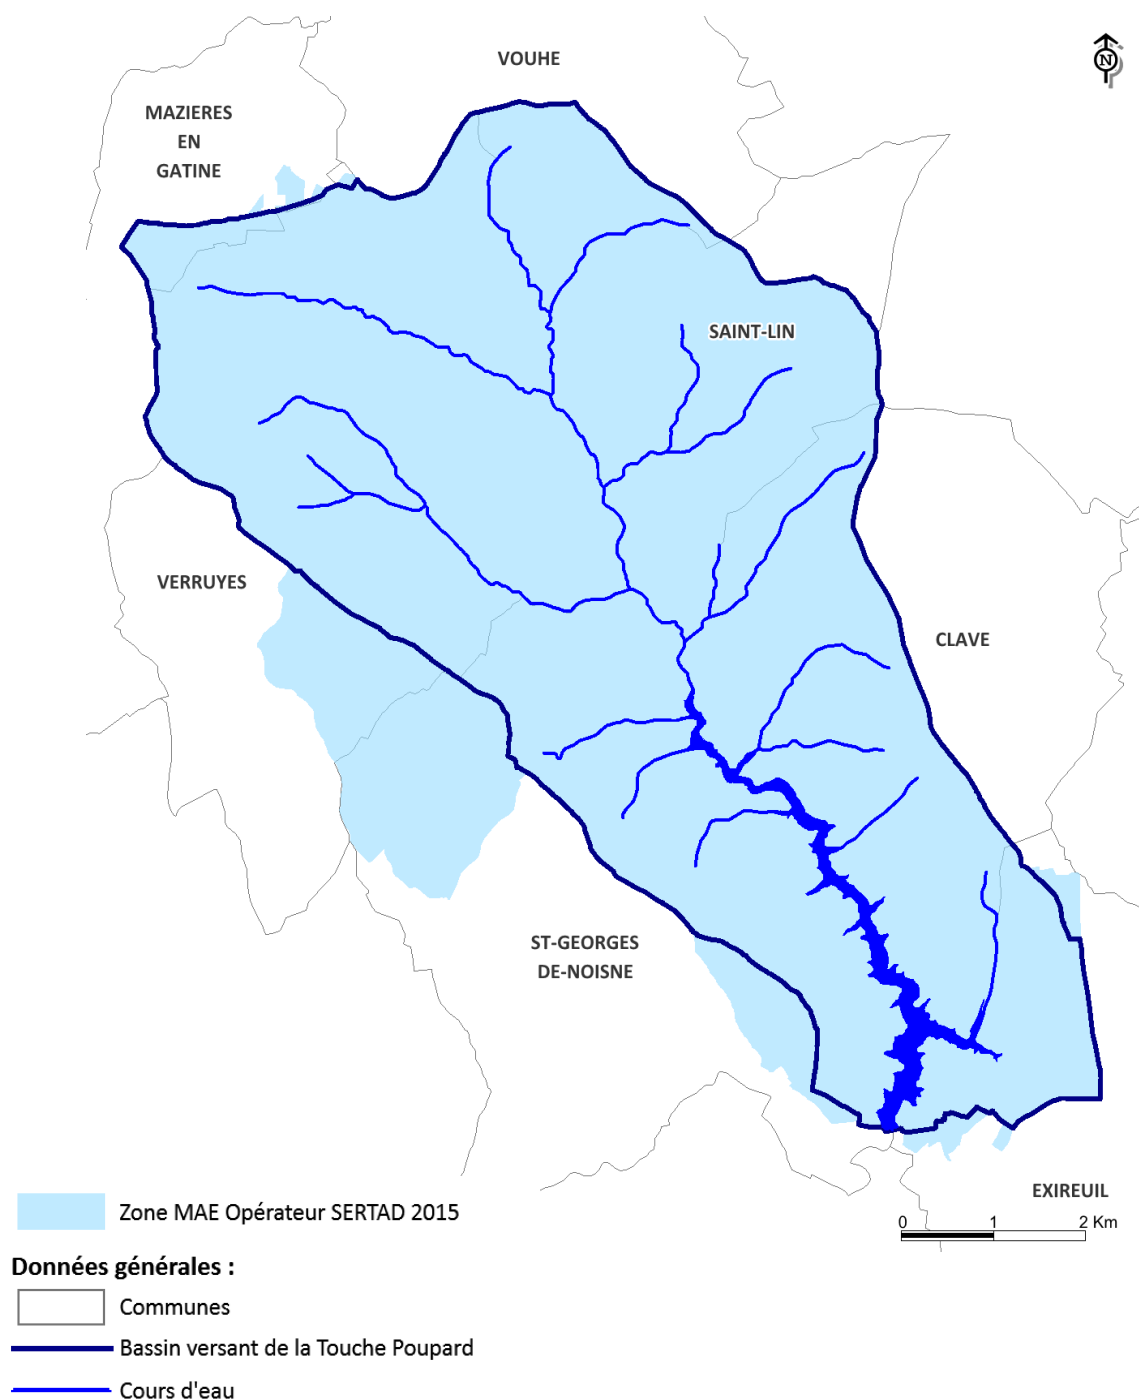 VOUHE
N
MAZIERES
EN
GATINE
SAINT-LIN
VERRUYES
CLAVE
ST-GEORGES
DE-NOISNE
EXIREUIL
0 1 2 Km
Zone MAE Opérateur SERTAD 2015
Données générales :
Communes
Bassin versant de la Touche Poupard
Cours d'eau